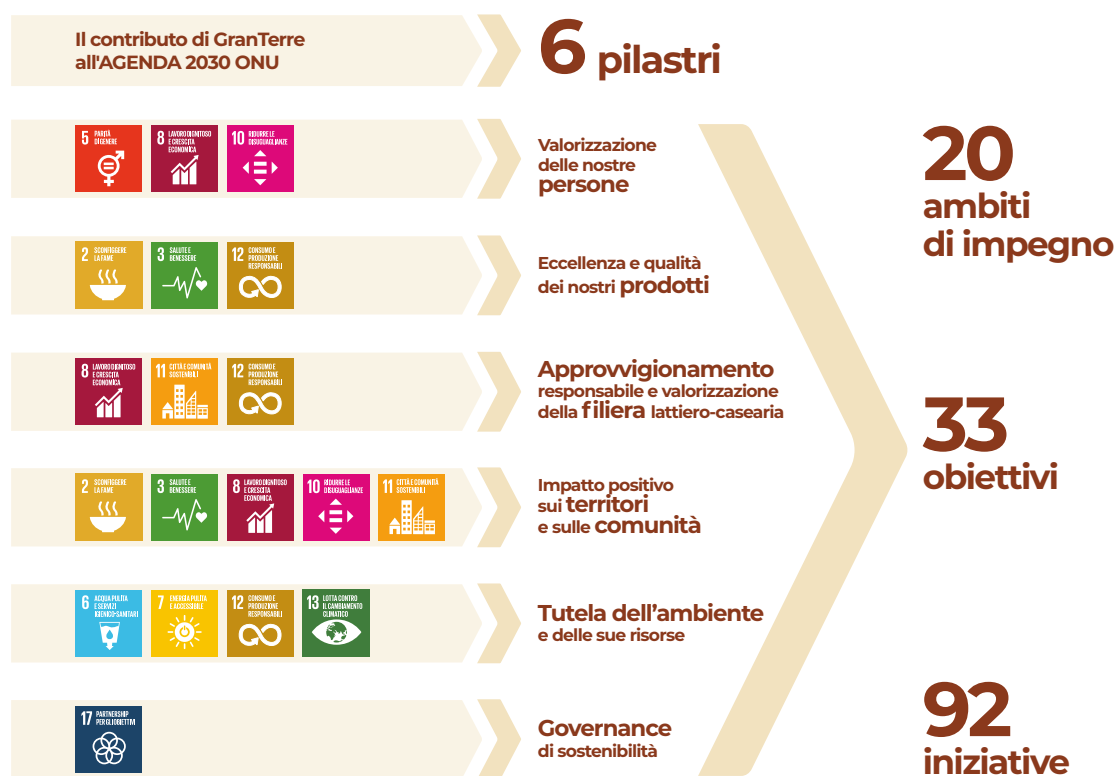 Il contributo di GranTerre
all'AGENDA 2030 ONU
6 pilastri
5 PARITÀ
DI GENERE
8 LAVORO DIGNITOSO
E CRESCITA
ECONOMICA
10 RIDURRE LE
DISUGUAGLIANZE
Valorizzazione
delle nostre
persone
2 SCONFIGGERE
LA FAME
3 SALUTE E
BENESSERE
12 CONSUMO E
PRODUZIONE
RESPONSABILI
Eccellenza e qualità
dei nostri prodotti
8 LAVORO DIGNITOSO
E CRESCITA
ECONOMICA
11 CITTÀ E COMUNITÀ
SOSTENIBILI
12 CONSUMO E
PRODUZIONE
RESPONSABILI
Approvvigionamento
responsabile e valorizzazione
della filiera lattiero-casearia
2 SCONFIGGERE
LA FAME
3 SALUTE E
BENESSERE
8 LAVORO DIGNITOSO
E CRESCITA
ECONOMICA
10 RIDURRE LE
DISUGUAGLIANZE
11 CITTÀ E COMUNITÀ
SOSTENIBILI
Impatto positivo
sui territori
e sulle comunità
6 ACQUA PULITA
E SERVIZI
IGIENICO-SANITARI
7 ENERGIA PULITA
E ACCESSIBILE
12 CONSUMO E
PRODUZIONE
RESPONSABILI
13 LOTTA CONTRO
IL CAMBIAMENTO
CLIMATICO
Tutela dell'ambiente
e delle sue risorse
17 PARTNERSHIP
PER GLI OBIETTIVI
Governance
di sostenibilità
20
ambiti
di impegno
33
obiettivi
92
iniziative